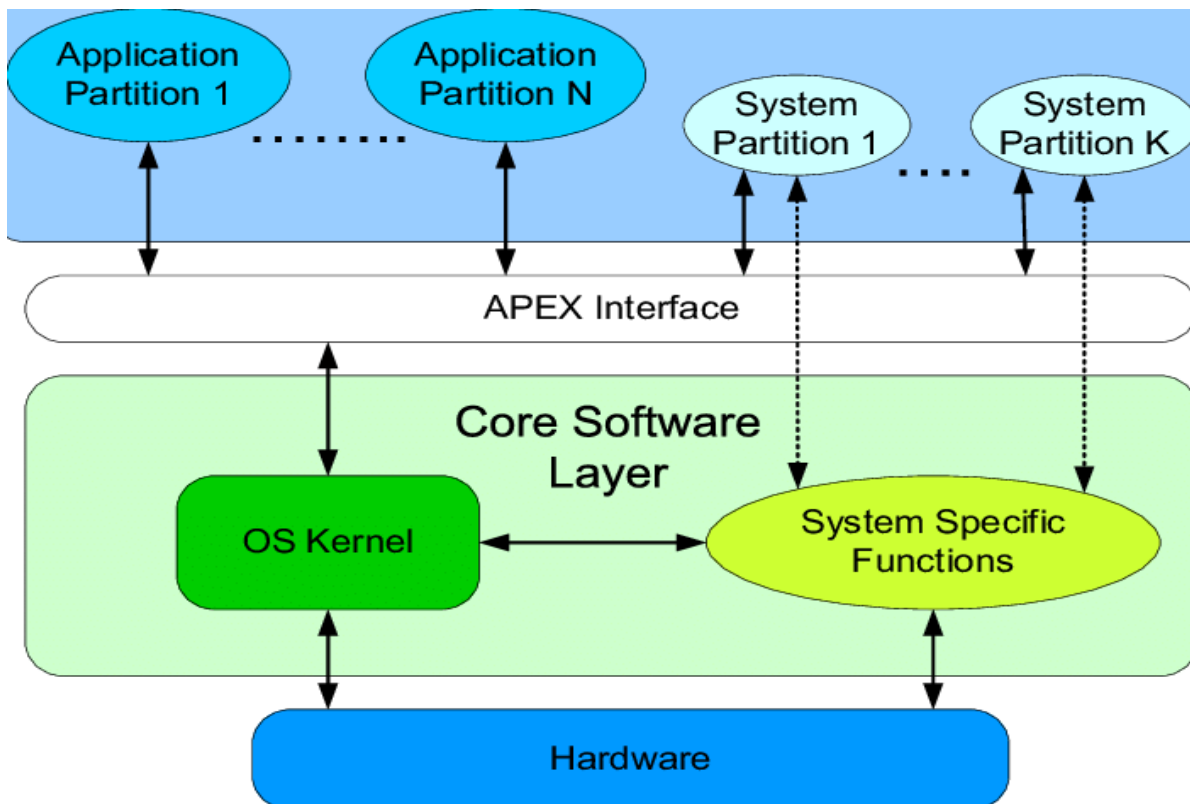 Application
Partition 1
Application
Partition N
System
Partition 1
System
Partition K
APEX Interface
Core Software
Layer
OS Kernel
System Specific
Functions
Hardware